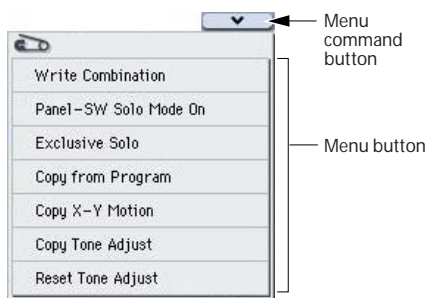 Menu
command
button
Write Combination
Panel-SW Solo Mode On
Exclusive Solo
Menu button
Copy from Program
Copy X-Y Motion
Copy Tone Adjust
Reset Tone Adjust